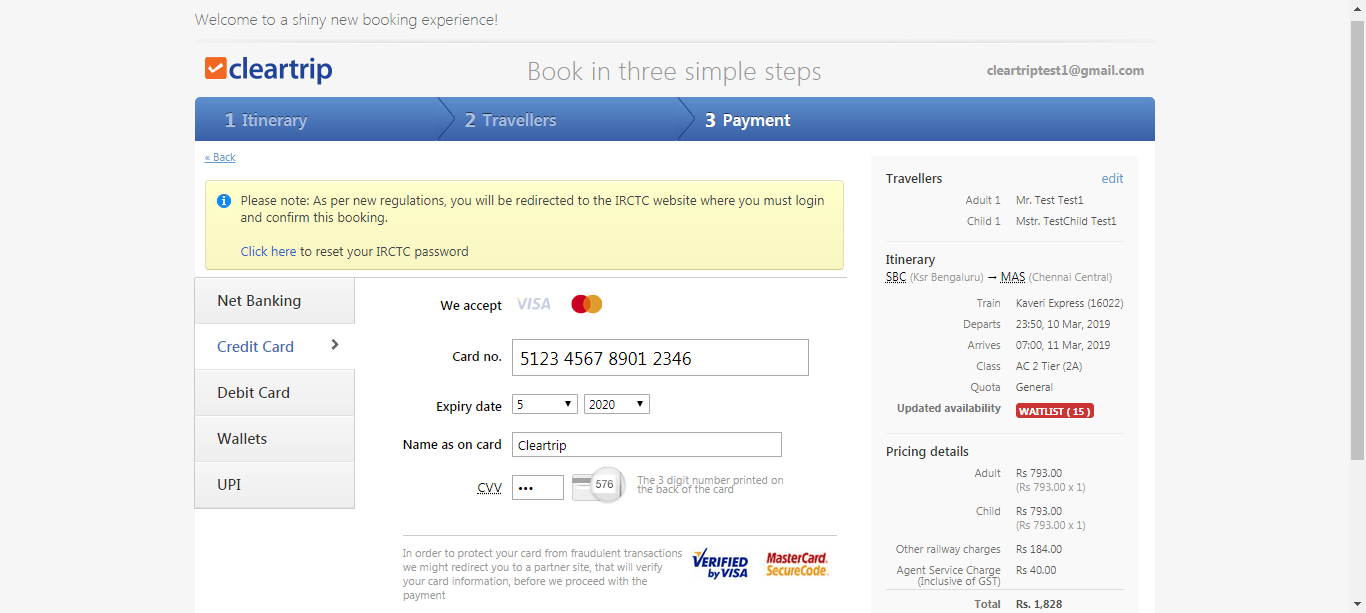 Welcome to a shiny new booking experience!
cleartrip
Book in three simple steps
cleartriptest1@gmail.com
1 Itinerary
2 Travellers
3 Payment
« Back
Please note: As per new regulations, you will be redirected to the IRCTC website where you must login
and confirm this booking.
Click here to reset your IRCTC password
Net Banking
Credit Card
Debit Card
Wallets
UPI
We accept VISA
Card no. 5123 4567 8901 2346
Expiry date 5 2020
Name as on card Cleartrip
CVV ••• 576 The 3 digit number printed on
the back of the card
In order to protect your card from fraudulent transactions
we might redirect you to a partner site, that will verify
your card information, before we proceed with the
payment
VERIFIED
by VISA
MasterCard.
SecureCode.
Travellers edit
Adult 1 Mr. Test Test1
Child 1 Mstr. TestChild Test1
Itinerary
SBC (Ksr Bengaluru) → MAS (Chennai Central)
Train Kaveri Express (16022)
Departs 23:50, 10 Mar, 2019
Arrives 07:00, 11 Mar, 2019
Class AC 2 Tier (2A)
Quota General
Updated availability WAITLIST ( 15 )
Pricing details
Adult Rs 793.00
(Rs 793.00 x 1)
Child Rs 793.00
(Rs 793.00 x 1)
Other railway charges Rs 184.00
Agent Service Charge Rs 40.00
(Inclusive of GST)
Total Rs. 1,828